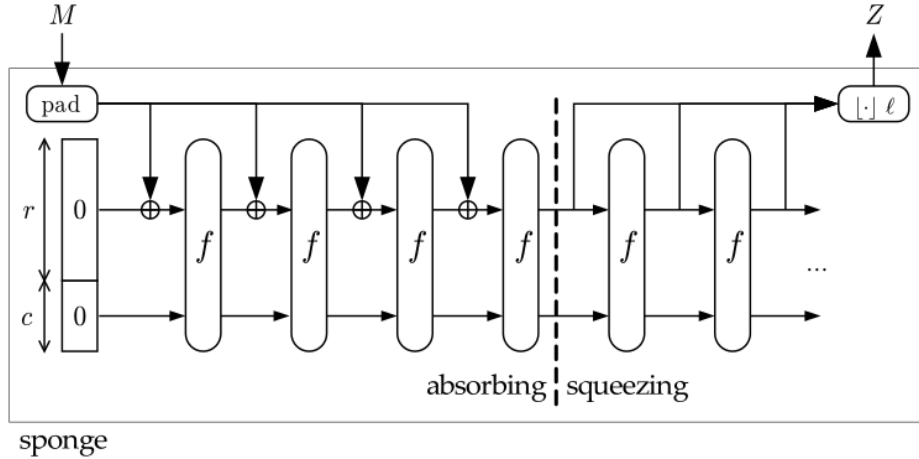 M Z
pad ⌊·⌋ ℓ
r 0 f f f f f f
...
c 0
absorbing squeezing
sponge